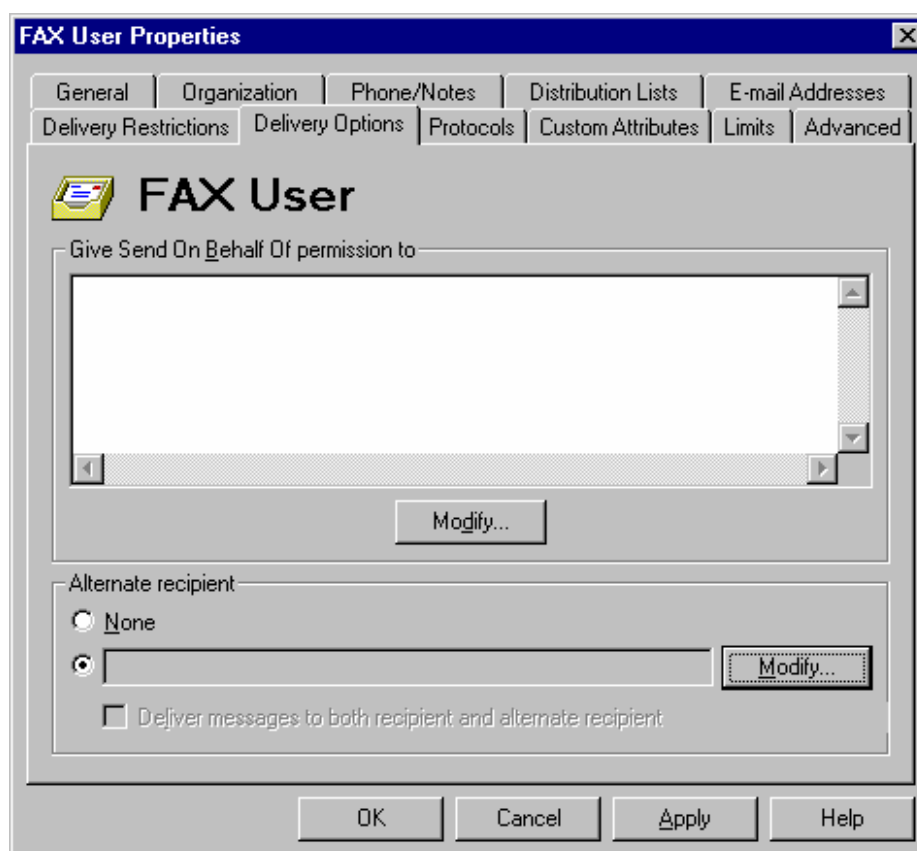 FAX User Properties
General Organization Phone/Notes Distribution Lists E-mail Addresses
Delivery Restrictions Delivery Options Protocols Custom Attributes Limits Advanced
FAX User
Give Send On Behalf Of permission to
Modify...
Alternate recipient
None
Modify...
Deliver messages to both recipient and alternate recipient
OK Cancel Apply Help